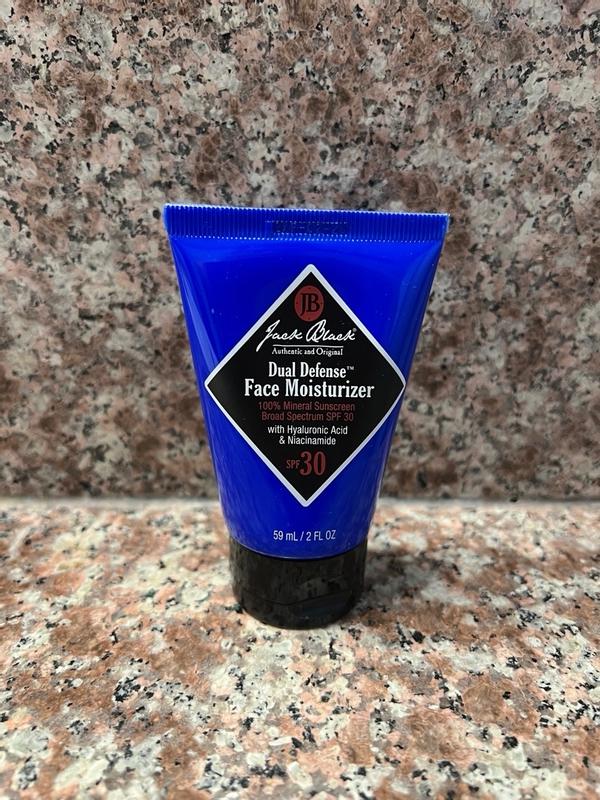 JB
Jack Black®
Authentic and Original
Dual Defense™
Face Moisturizer
100% Mineral Sunscreen
Broad Spectrum SPF 30
with Hyaluronic Acid
& Niacinamide
SPF 30
59 mL / 2 FL OZ